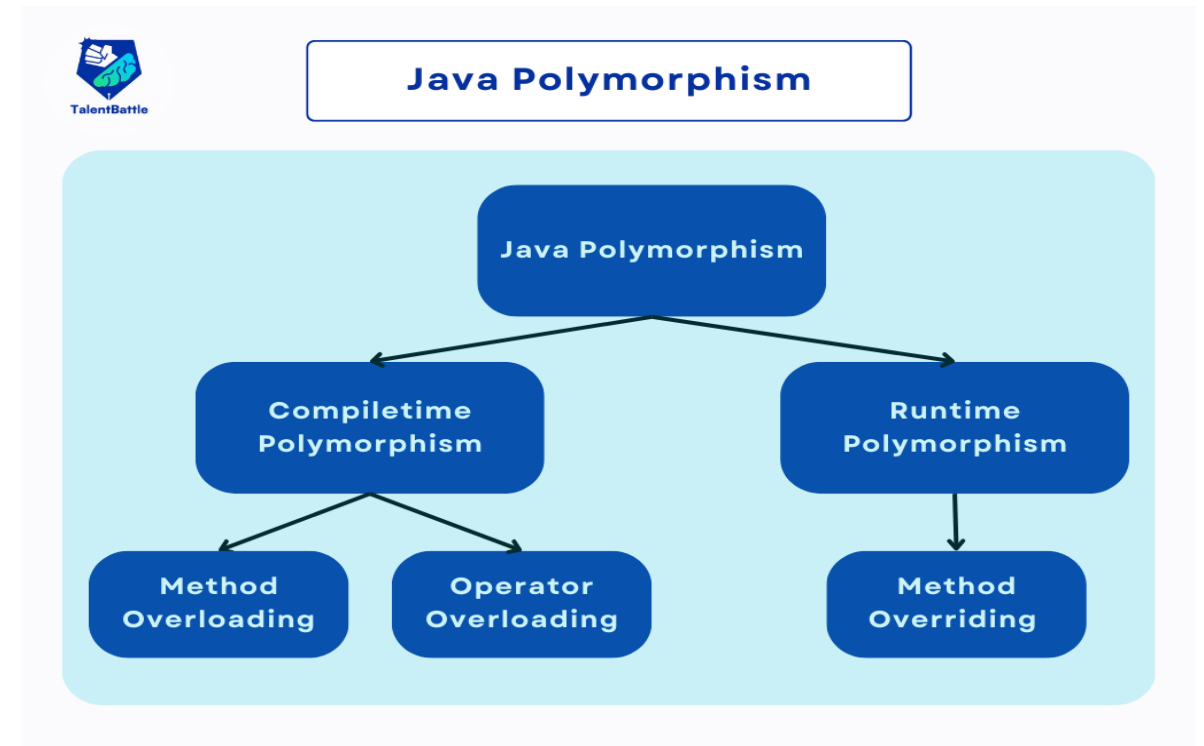 TalentBattle
Java Polymorphism
Java Polymorphism
Compiletime
Polymorphism
Runtime
Polymorphism
Method
Overloading
Operator
Overloading
Method
Overriding